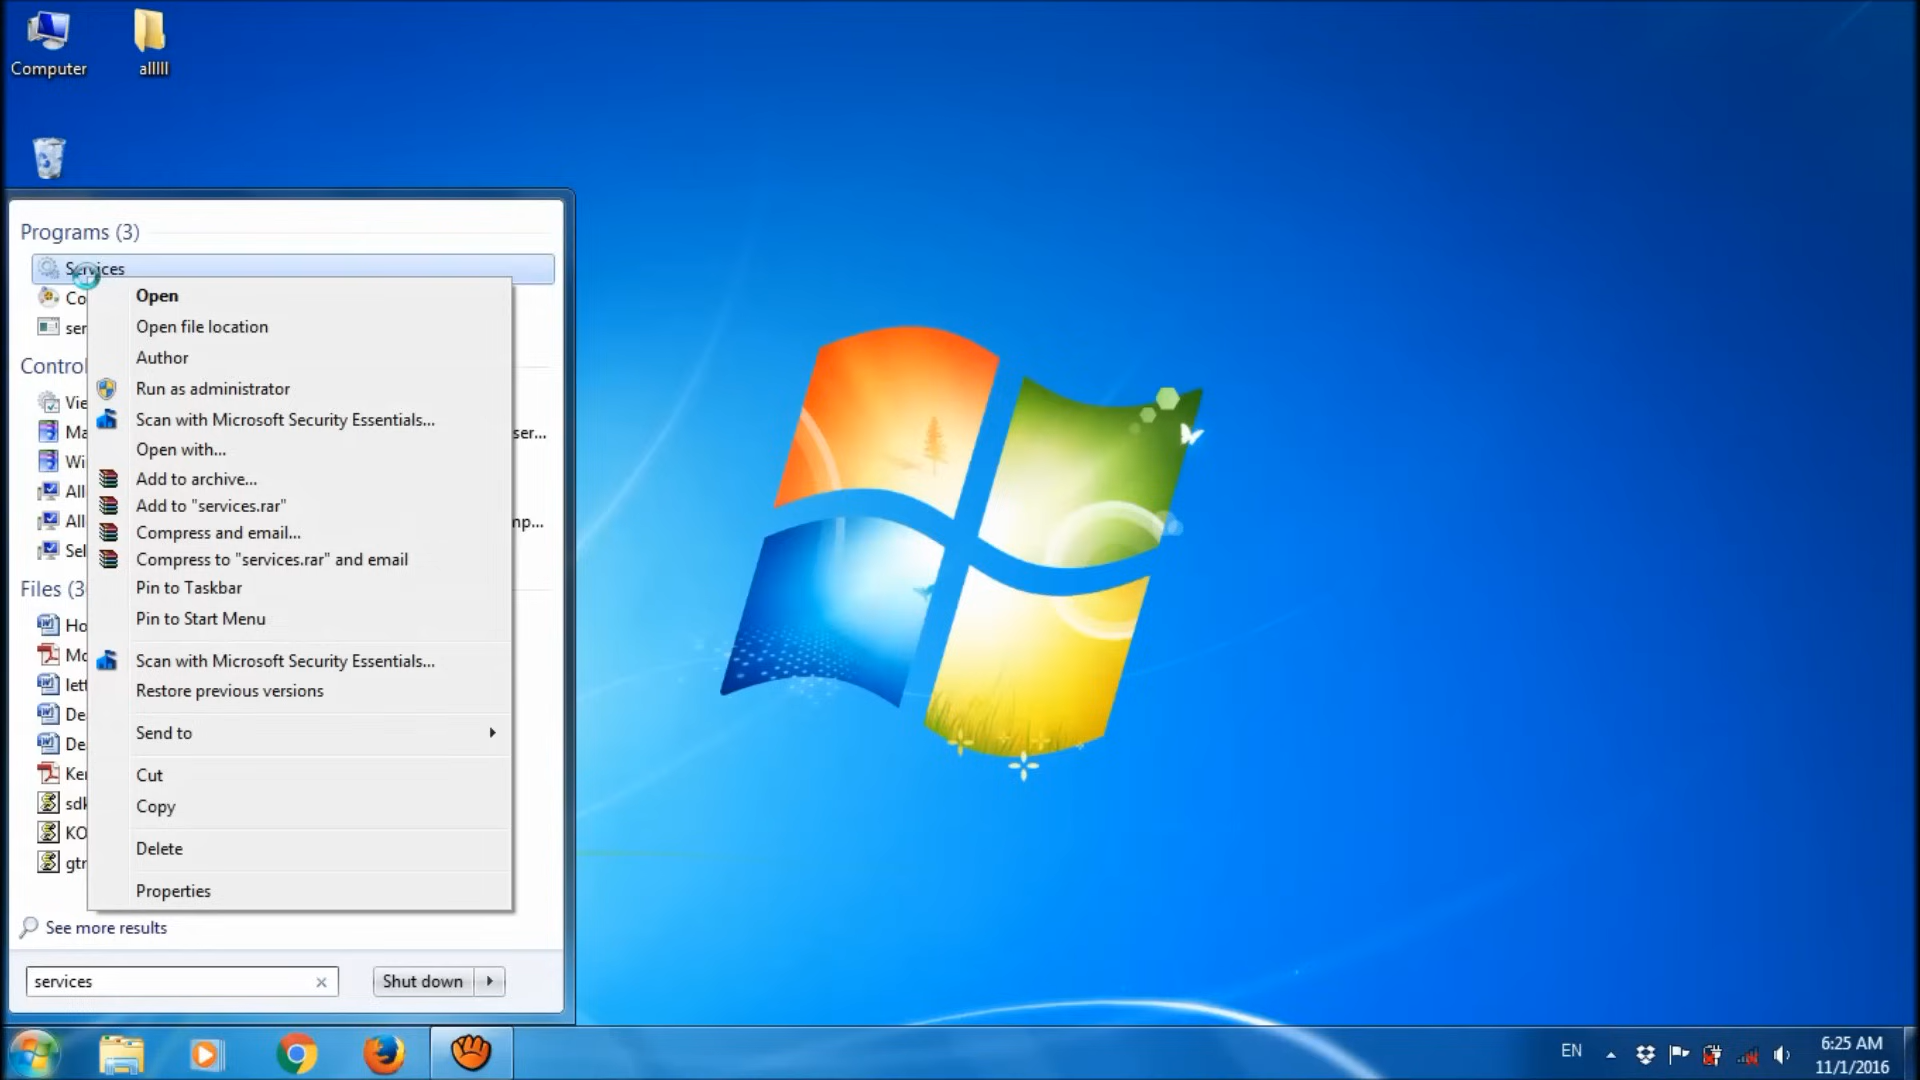 Computer
alllll
Programs (3)
Services
Co
ser
Control
Vie
Ma
ser...
Wi
All
All
mp...
Sel
Files (3
Ho
Mo
lett
De
De
Ker
sdk
KO
gtr
Open
Open file location
Author
Run as administrator
Scan with Microsoft Security Essentials...
Open with...
Add to archive...
Add to "services.rar"
Compress and email...
Compress to "services.rar" and email
Pin to Taskbar
Pin to Start Menu
Scan with Microsoft Security Essentials...
Restore previous versions
Send to
Cut
Copy
Delete
Properties
See more results
services
Shut down
EN
6:25 AM
11/1/2016